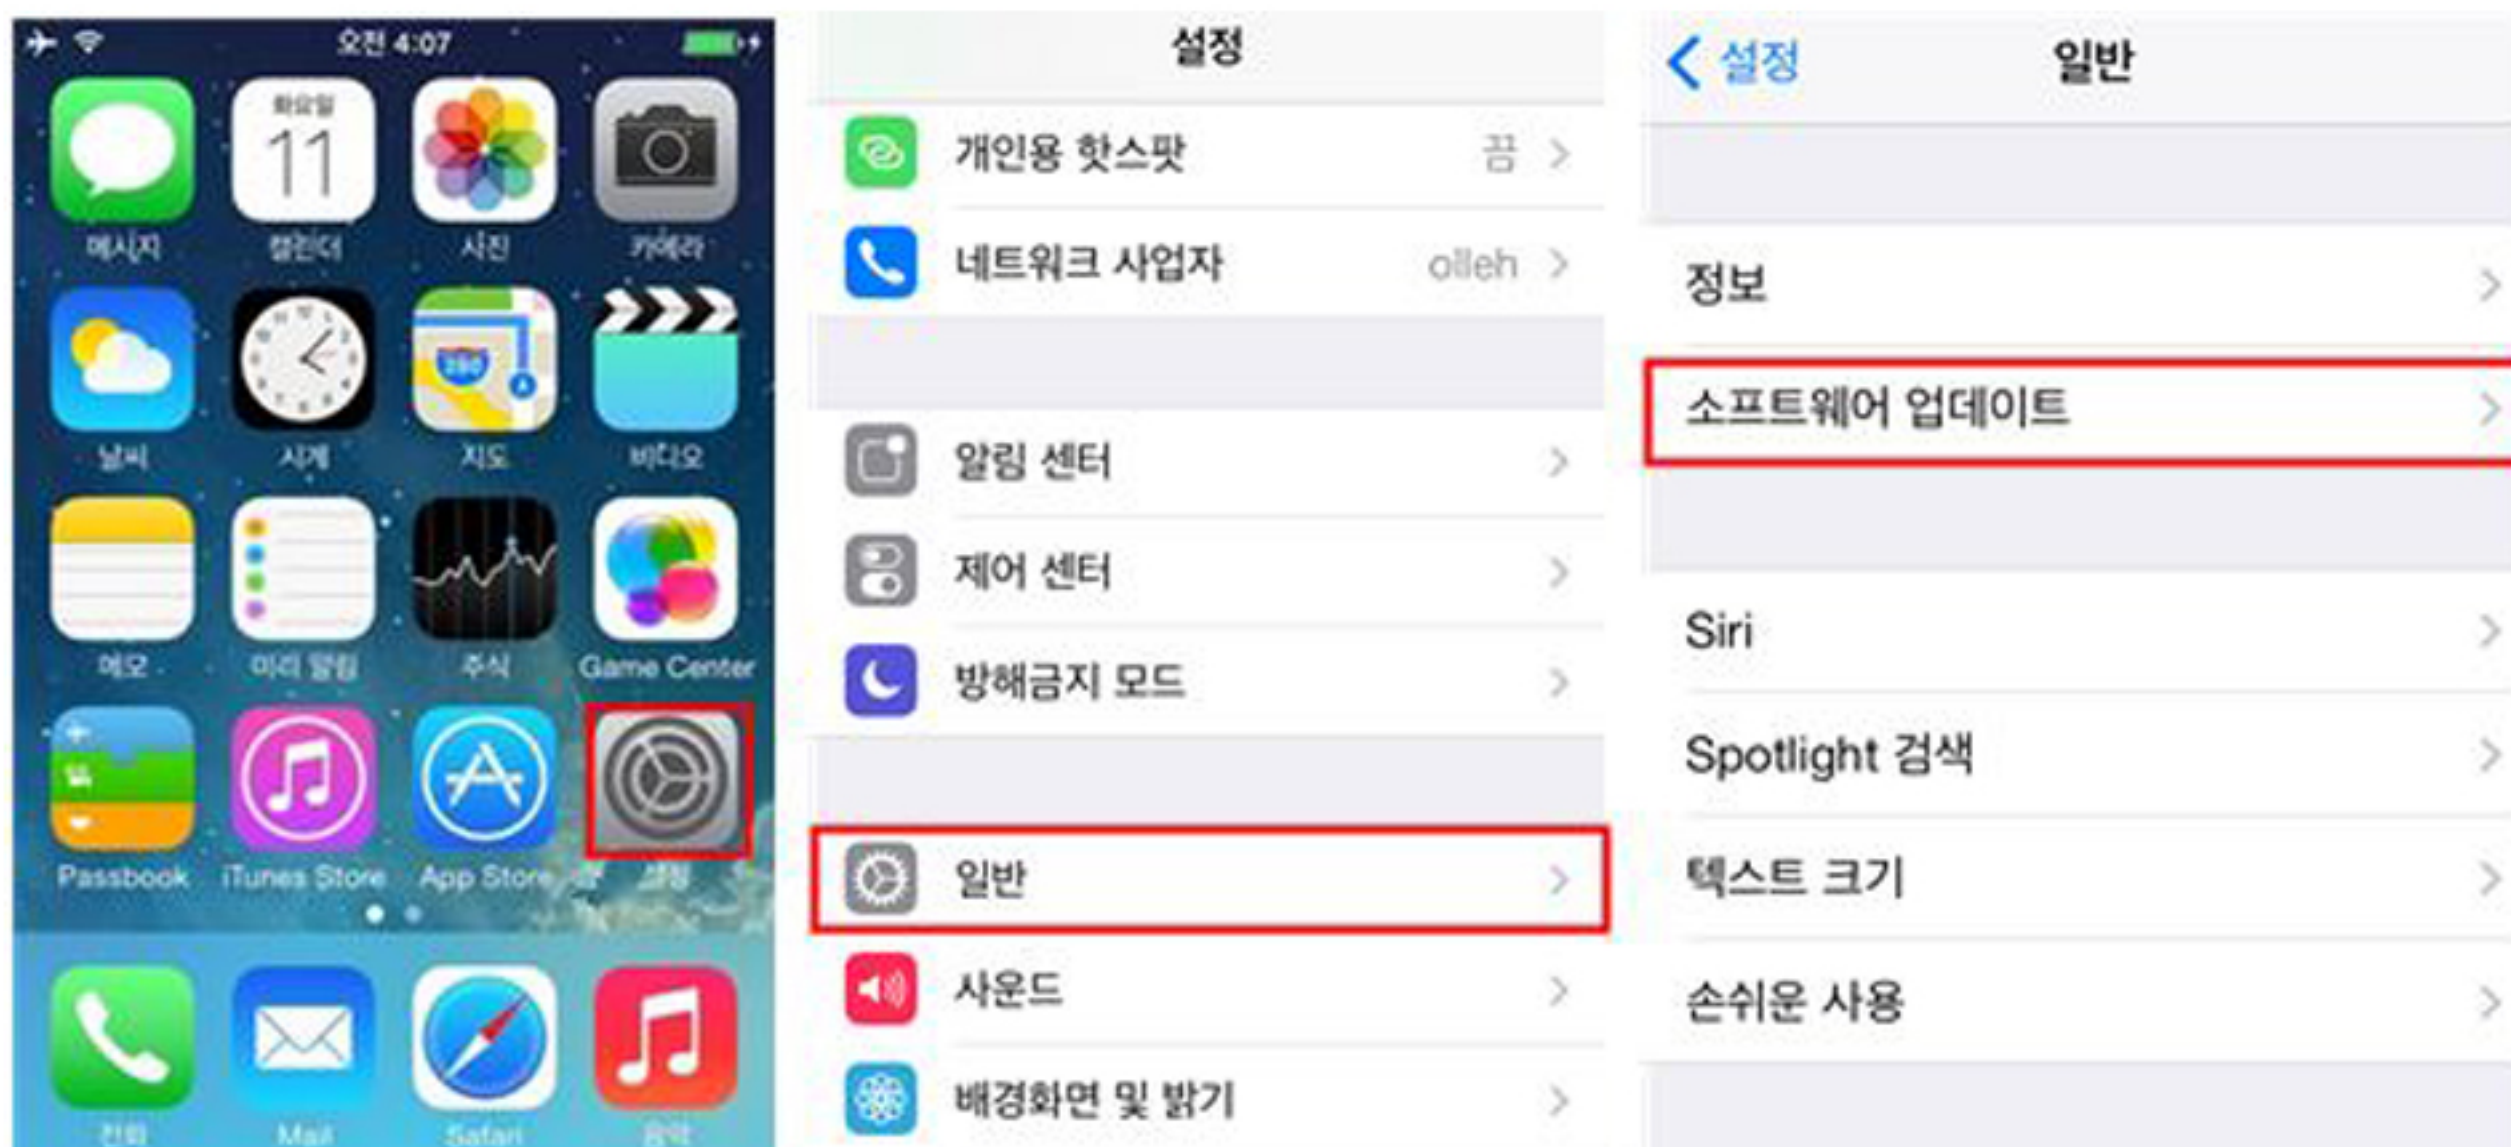 오전 4:07
화요일
11
메시지
캘린더
사진
카메라
280
날씨
시계
지도
비디오
메모
미리 알림
주식
Game Center
Passbook
iTunes Store
App Store
설정
전화
Mail
Safari
음악
설정
개인용 핫스팟
끔
네트워크 사업자
olleh
알림 센터
제어 센터
방해금지 모드
일반
사운드
배경화면 및 밝기
설정
일반
정보
소프트웨어 업데이트
Siri
Spotlight 검색
텍스트 크기
손쉬운 사용